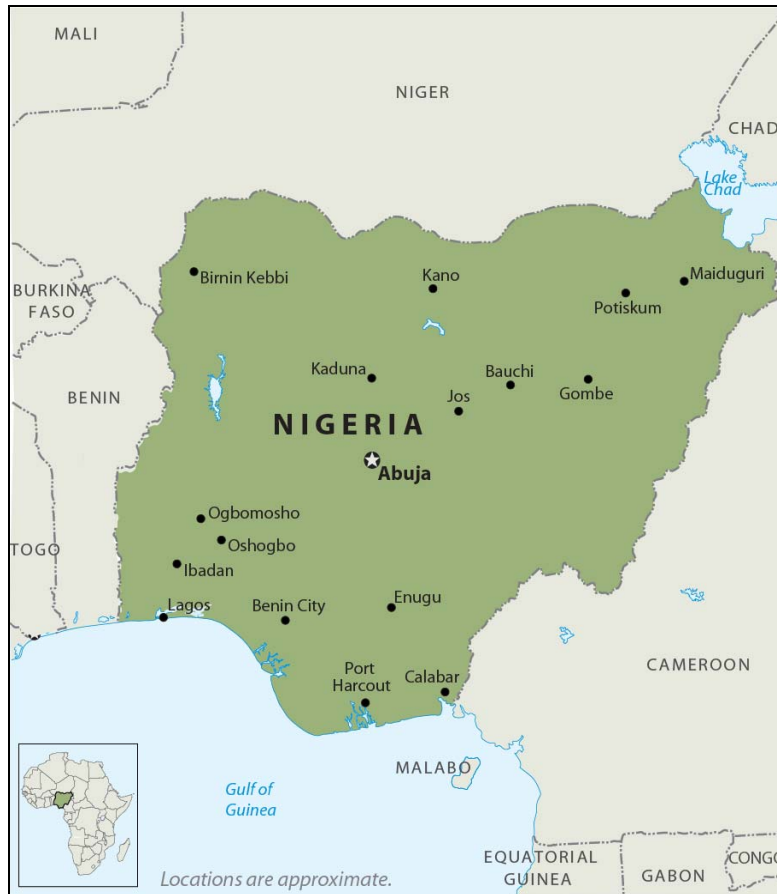 MALI
NIGER
CHAD
Lake
Chad
Birnin Kebbi
Kano
Maiduguri
Potiskum
BURKINA
FASO
BENIN
Kaduna
Bauchi
Gombe
Jos
NIGERIA
Abuja
Ogbomosho
Oshogbo
TOGO
Ibadan
Lagos
Benin City
Enugu
CAMEROON
Port
Harcout
Calabar
MALABO
Gulf of
Guinea
EQUATORIAL
GUINEA
GABON
CONGO
Locations are approximate.